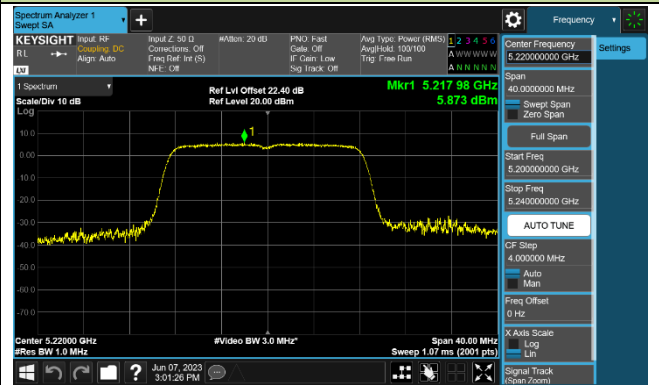 Spectrum Analyzer 1
Swept SA
+
Frequency
KEYSIGHT
RL
LXI
Input: RF
Coupling: DC
Align: Auto
Input Z: 50 Ω
Corrections: Off
Freq Ref: Int (S)
NFE: Off
#Atten: 20 dB
PNO: Fast
Gate: Off
IF Gain: Low
Sig Track: Off
Avg Type: Power (RMS)
Avg|Hold: 100/100
Trig: Free Run
1 2 3 4 5 6
A W W W W W
A N N N N N
1 Spectrum
Scale/Div 10 dB
Log
Ref Lvl Offset 22.40 dB
Ref Level 20.00 dBm
Mkr1 5.217 98 GHz
5.873 dBm
1
10.0
0.00
-10.0
-20.0
-30.0
-40.0
-50.0
-60.0
-70.0
Center 5.22000 GHz
#Res BW 1.0 MHz
#Video BW 3.0 MHz*
Span 40.00 MHz
Sweep 1.07 ms (2001 pts)
?
Jun 07, 2023
3:01:26 PM
Center Frequency
5.220000000 GHz
Settings
Span
40.0000000 MHz
Swept Span
Zero Span
Full Span
Start Freq
5.200000000 GHz
Stop Freq
5.240000000 GHz
AUTO TUNE
CF Step
4.000000 MHz
Auto
Man
Freq Offset
0 Hz
X Axis Scale
Log
Lin
Signal Track
(Span Zoom)